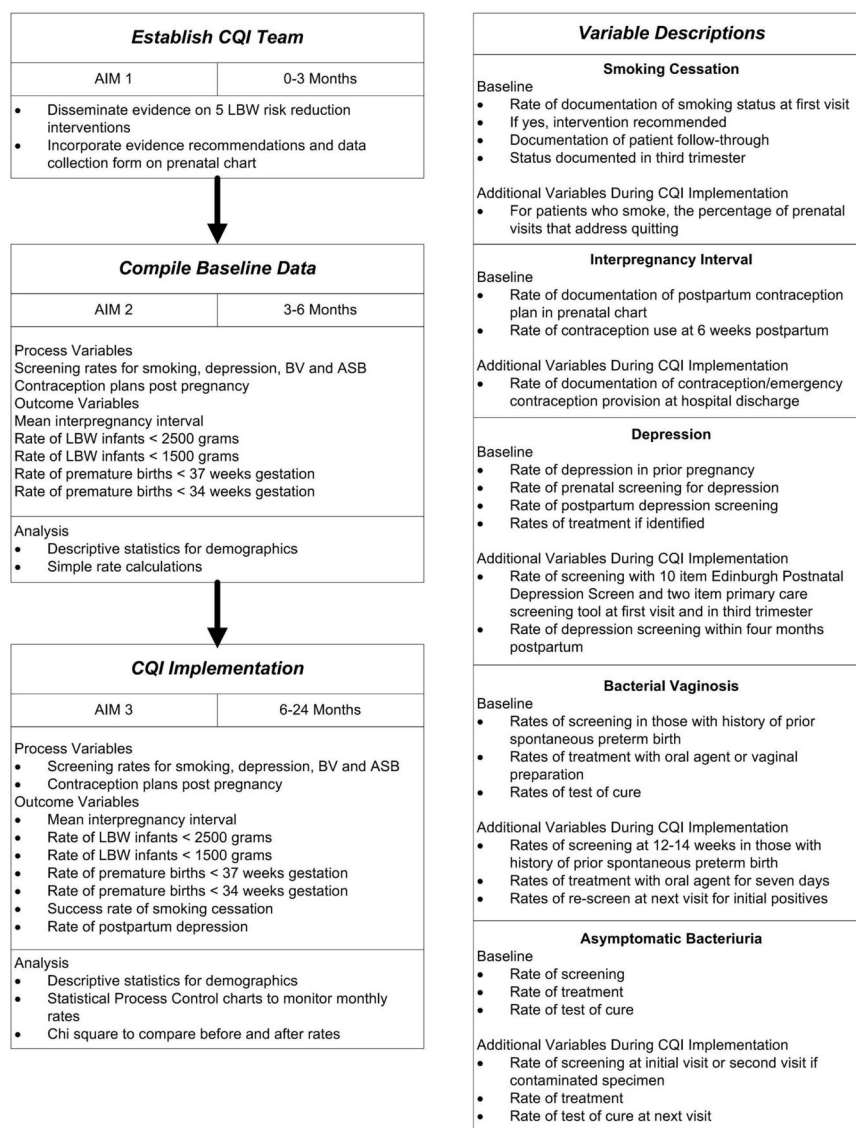 Establish CQI Team
AIM 1
0-3 Months
• Disseminate evidence on 5 LBW risk reduction
interventions
• Incorporate evidence recommendations and data
collection form on prenatal chart
Compile Baseline Data
AIM 2
3-6 Months
Process Variables
Screening rates for smoking, depression, BV and ASB
Contraception plans post pregnancy
Outcome Variables
Mean interpregnancy interval
Rate of LBW infants < 2500 grams
Rate of LBW infants < 1500 grams
Rate of premature births < 37 weeks gestation
Rate of premature births < 34 weeks gestation
Analysis
• Descriptive statistics for demographics
• Simple rate calculations
CQI Implementation
AIM 3
6-24 Months
Process Variables
• Screening rates for smoking, depression, BV and ASB
• Contraception plans post pregnancy
Outcome Variables
• Mean interpregnancy interval
• Rate of LBW infants < 2500 grams
• Rate of LBW infants < 1500 grams
• Rate of premature births < 37 weeks gestation
• Rate of premature births < 34 weeks gestation
• Success rate of smoking cessation
• Rate of postpartum depression
Analysis
• Descriptive statistics for demographics
• Statistical Process Control charts to monitor monthly
rates
• Chi square to compare before and after rates
Variable Descriptions
Smoking Cessation
Baseline
• Rate of documentation of smoking status at first visit
• If yes, intervention recommended
• Documentation of patient follow-through
• Status documented in third trimester
Additional Variables During CQI Implementation
• For patients who smoke, the percentage of prenatal
visits that address quitting
Interpregnancy Interval
Baseline
• Rate of documentation of postpartum contraception
plan in prenatal chart
• Rate of contraception use at 6 weeks postpartum
Additional Variables During CQI Implementation
• Rate of documentation of contraception/emergency
contraception provision at hospital discharge
Depression
Baseline
• Rate of depression in prior pregnancy
• Rate of prenatal screening for depression
• Rate of postpartum depression screening
• Rates of treatment if identified
Additional Variables During CQI Implementation
• Rate of screening with 10 item Edinburgh Postnatal
Depression Screen and two item primary care
screening tool at first visit and in third trimester
• Rate of depression screening within four months
postpartum
Bacterial Vaginosis
Baseline
• Rates of screening in those with history of prior
spontaneous preterm birth
• Rates of treatment with oral agent or vaginal
preparation
• Rates of test of cure
Additional Variables During CQI Implementation
• Rates of screening at 12-14 weeks in those with
history of prior spontaneous preterm birth
• Rates of treatment with oral agent for seven days
• Rates of re-screen at next visit for initial positives
Asymptomatic Bacteriuria
Baseline
• Rate of screening
• Rate of treatment
• Rate of test of cure
Additional Variables During CQI Implementation
• Rate of screening at initial visit or second visit if
contaminated specimen
• Rate of treatment
• Rate of test of cure at next visit